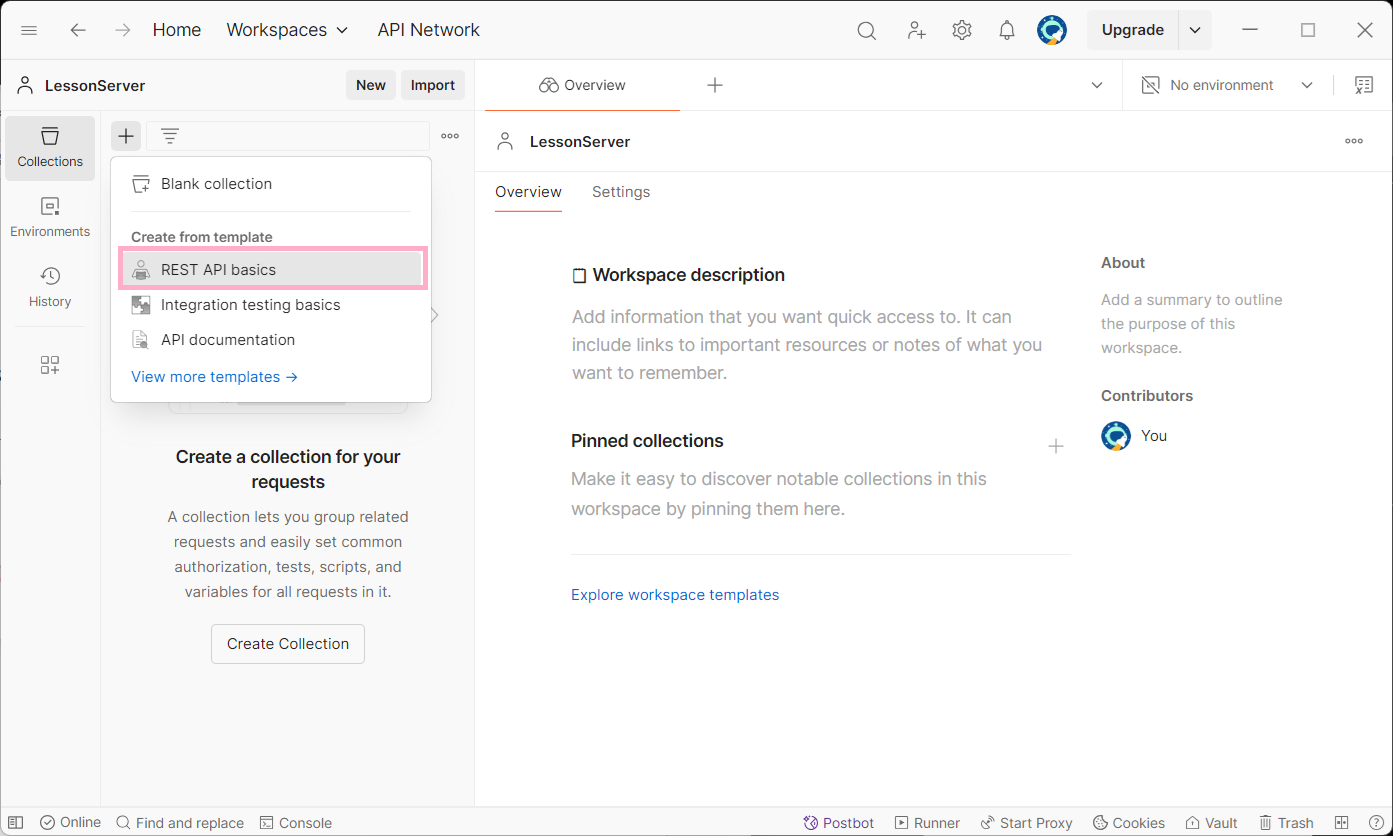 Home
Workspaces
API Network
Upgrade
LessonServer
New
Import
Overview
No environment
Collections
Environments
History
Blank collection
Create from template
REST API basics
Integration testing basics
API documentation
View more templates →
Create a collection for your
requests
A collection lets you group related
requests and easily set common
authorization, tests, scripts, and
variables for all requests in it.
Create Collection
LessonServer
Overview
Settings
Workspace description
Add information that you want quick access to. It can
include links to important resources or notes of what you
want to remember.
Pinned collections
Make it easy to discover notable collections in this
workspace by pinning them here.
Explore workspace templates
About
Add a summary to outline
the purpose of this
workspace.
Contributors
You
Online
Find and replace
Console
Postbot
Runner
Start Proxy
Cookies
Vault
Trash